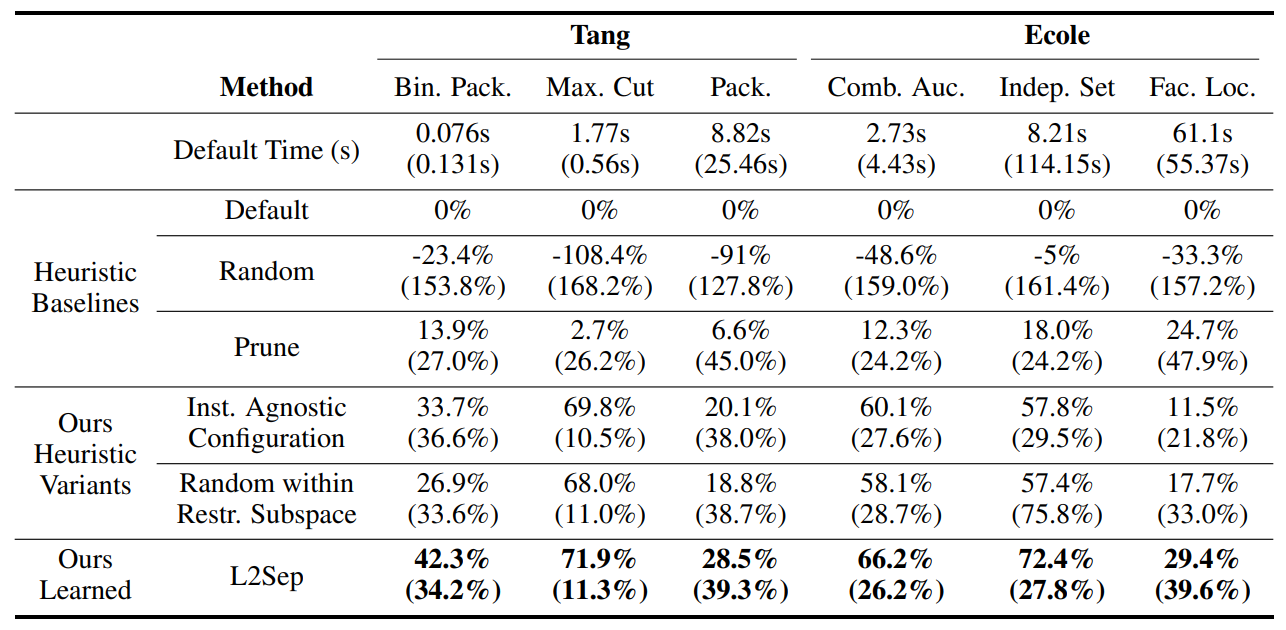 Tang Ecole
Method Bin. Pack. Max. Cut Pack. Comb. Auc. Indep. Set Fac. Loc.
Default Time (s) 0.076s 1.77s 8.82s 2.73s 8.21s 61.1s
(0.131s) (0.56s) (25.46s) (4.43s) (114.15s) (55.37s)
Heuristic Baselines
Default 0% 0% 0% 0% 0% 0%
Random -23.4% -108.4% -91% -48.6% -5% -33.3%
(153.8%) (168.2%) (127.8%) (159.0%) (161.4%) (157.2%)
Prune 13.9% 2.7% 6.6% 12.3% 18.0% 24.7%
(27.0%) (26.2%) (45.0%) (24.2%) (24.2%) (47.9%)
Ours Heuristic Variants
Inst. Agnostic 33.7% 69.8% 20.1% 60.1% 57.8% 11.5%
Configuration (36.6%) (10.5%) (38.0%) (27.6%) (29.5%) (21.8%)
Random within 26.9% 68.0% 18.8% 58.1% 57.4% 17.7%
Restr. Subspace (33.6%) (11.0%) (38.7%) (28.7%) (75.8%) (33.0%)
Ours Learned
L2Sep 42.3% 71.9% 28.5% 66.2% 72.4% 29.4%
(34.2%) (11.3%) (39.3%) (26.2%) (27.8%) (39.6%)